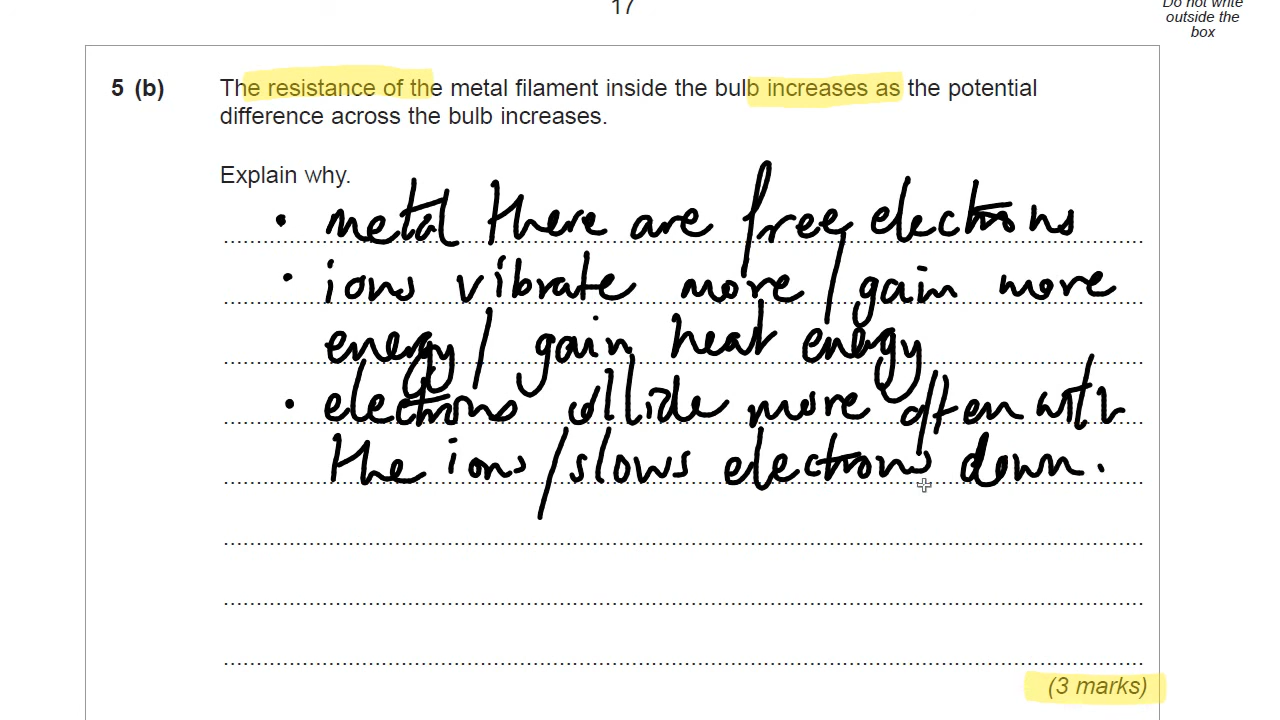 17
Do not write
outside the
box
5 (b) The resistance of the metal filament inside the bulb increases as the potential
difference across the bulb increases.
Explain why.
• metal there are free electrons
• ions vibrate more / gain more
energy / gain heat energy
• electrons collide more often with
the ions / slows electrons down.
(3 marks)